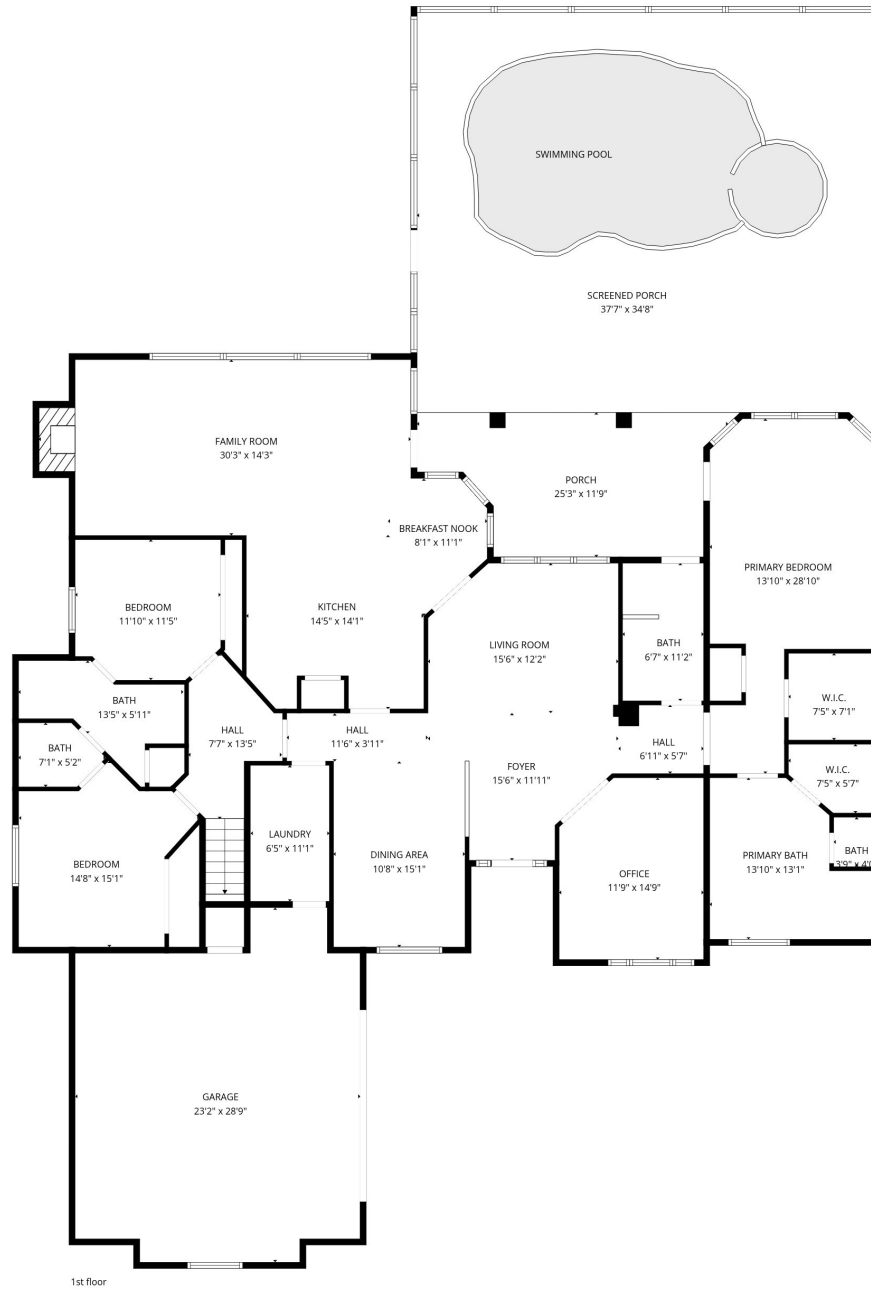 SWIMMING POOL
SCREENED PORCH
37'7" x 34'8"
FAMILY ROOM
30'3" x 14'3"
PORCH
25'3" x 11'9"
BREAKFAST NOOK
8'1" x 11'1"
PRIMARY BEDROOM
13'10" x 28'10"
BEDROOM
11'10" x 11'5"
KITCHEN
14'5" x 14'1"
LIVING ROOM
15'6" x 12'2"
BATH
6'7" x 11'2"
BATH
13'5" x 5'11"
W.I.C.
7'5" x 7'1"
HALL
7'7" x 13'5"
HALL
11'6" x 3'11"
HALL
6'11" x 5'7"
BATH
7'1" x 5'2"
FOYER
15'6" x 11'11"
W.I.C.
7'5" x 5'7"
LAUNDRY
6'5" x 11'1"
DINING AREA
10'8" x 15'1"
BEDROOM
14'8" x 15'1"
OFFICE
11'9" x 14'9"
PRIMARY BATH
13'10" x 13'1"
BATH
3'9" x 4'0
GARAGE
23'2" x 28'9"
1st floor